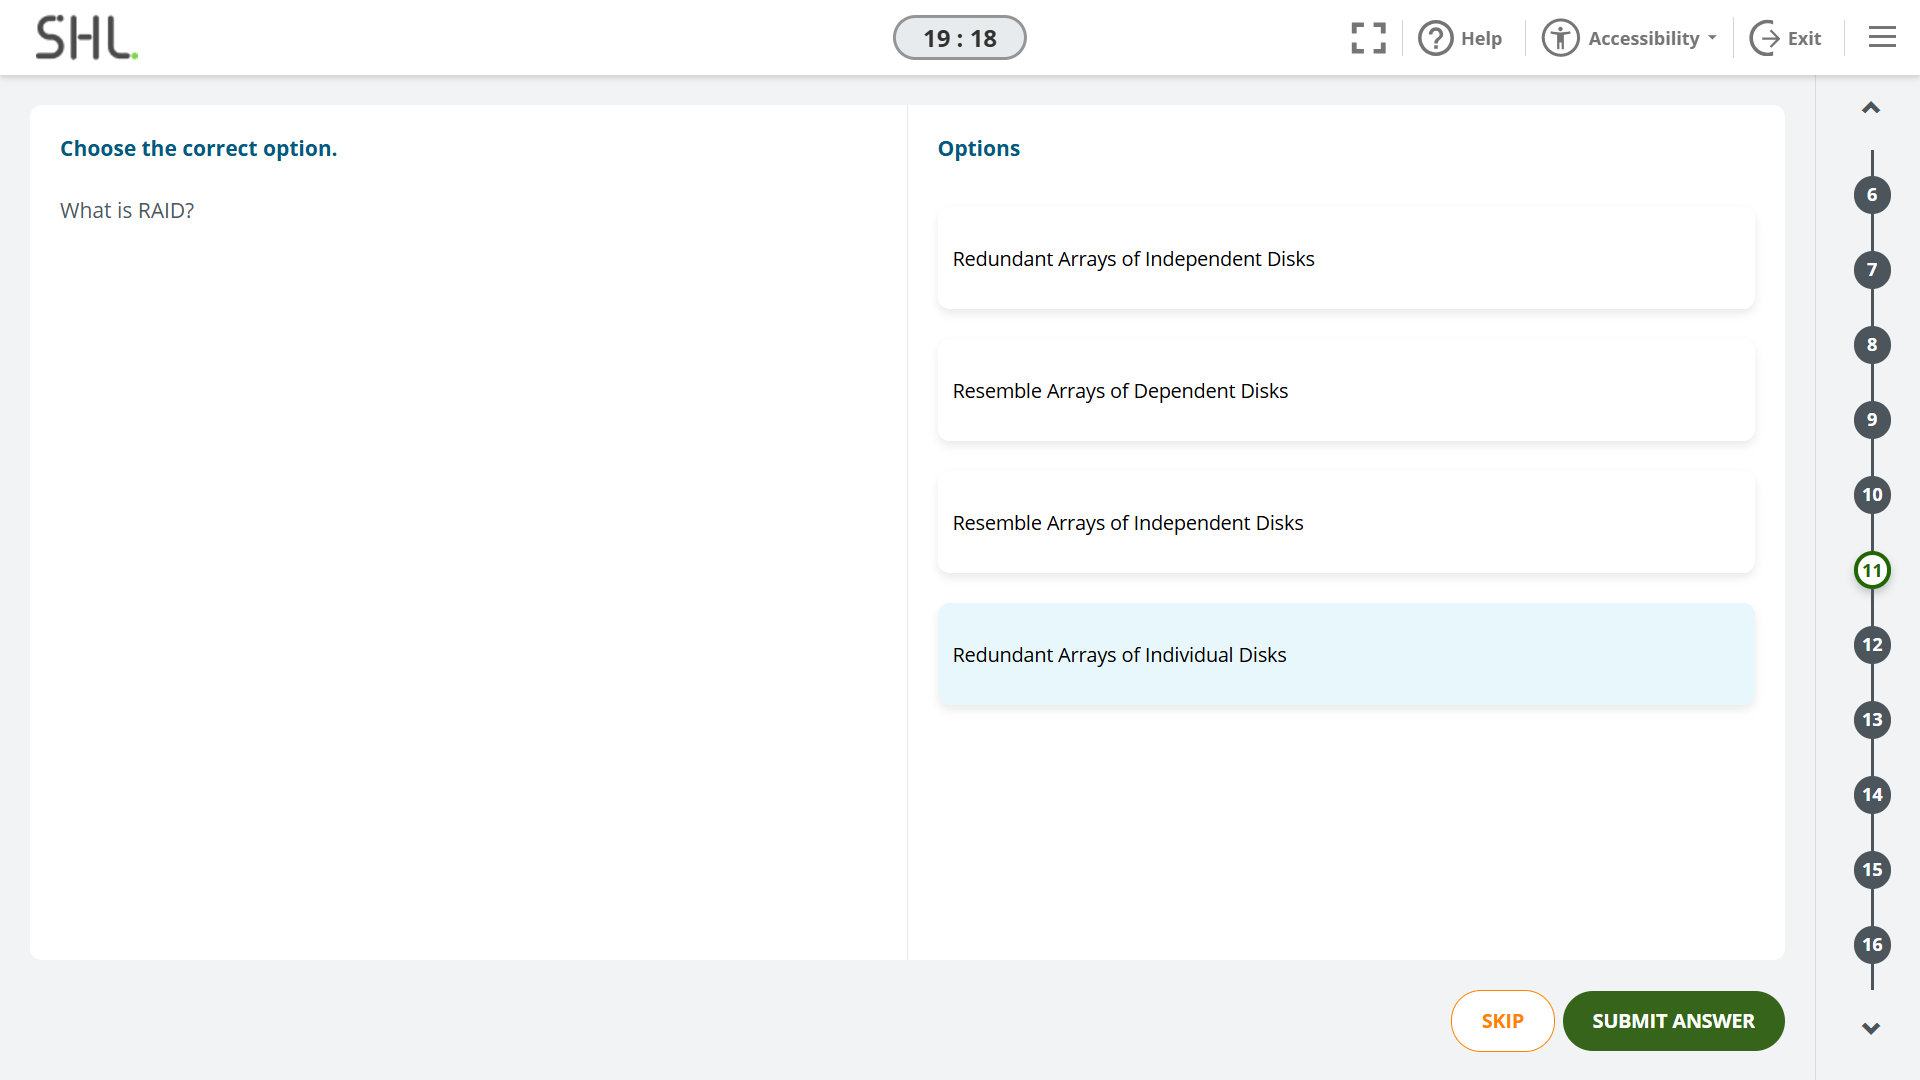 SHL.
19 : 18
Help
Accessibility
Exit
Choose the correct option.
What is RAID?
Options
Redundant Arrays of Independent Disks
Resemble Arrays of Dependent Disks
Resemble Arrays of Independent Disks
Redundant Arrays of Individual Disks
6
7
8
9
10
11
12
13
14
15
16
SKIP
SUBMIT ANSWER